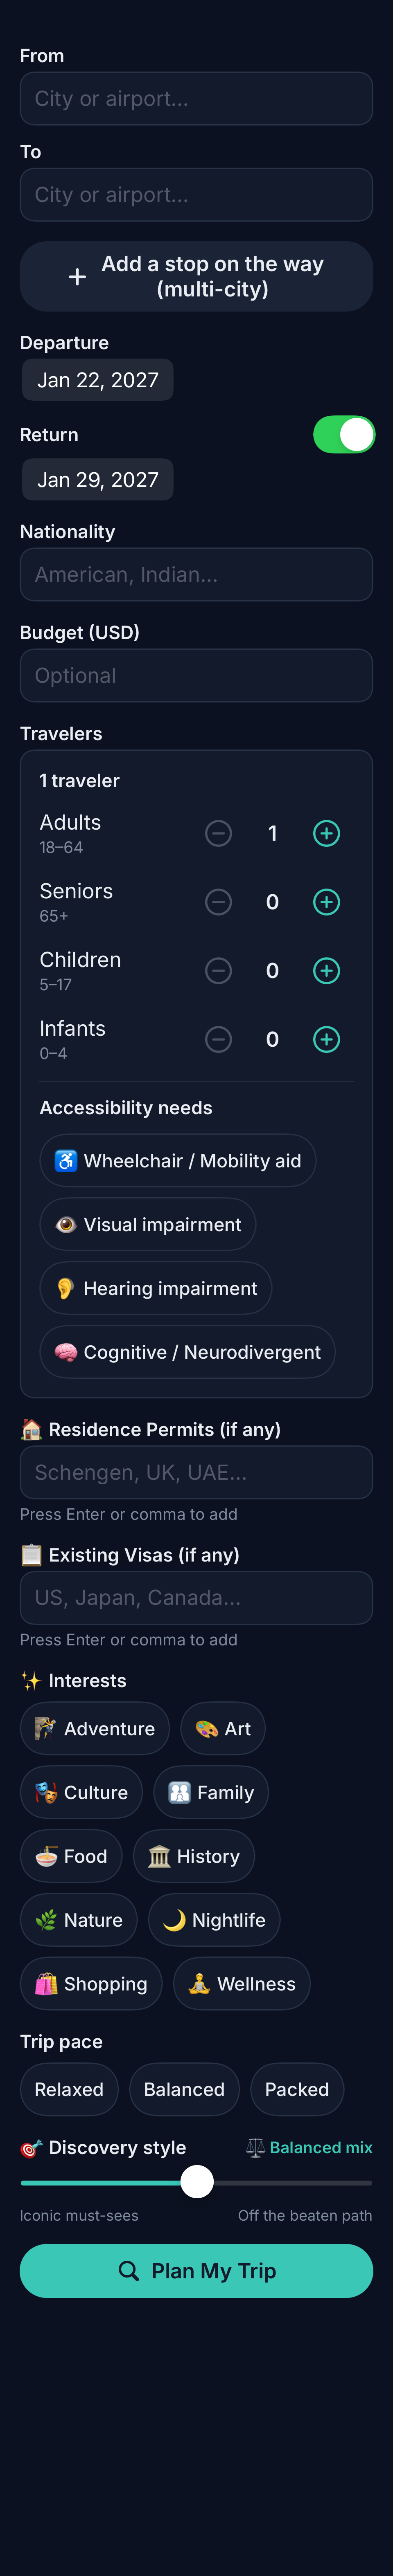 From
City or airport...
To
City or airport...
Add a stop on the way
(multi-city)
Departure
Jan 22, 2027
Return
Jan 29, 2027
Nationality
American, Indian...
Budget (USD)
Optional
Travelers
1 traveler
Adults
18–64
1
Seniors
65+
0
Children
5–17
0
Infants
0–4
0
Accessibility needs
Wheelchair / Mobility aid
Visual impairment
Hearing impairment
Cognitive / Neurodivergent
Residence Permits (if any)
Schengen, UK, UAE...
Press Enter or comma to add
Existing Visas (if any)
US, Japan, Canada...
Press Enter or comma to add
Interests
Adventure
Art
Culture
Family
Food
History
Nature
Nightlife
Shopping
Wellness
Trip pace
Relaxed
Balanced
Packed
Discovery style
Balanced mix
Iconic must-sees
Off the beaten path
Plan My Trip